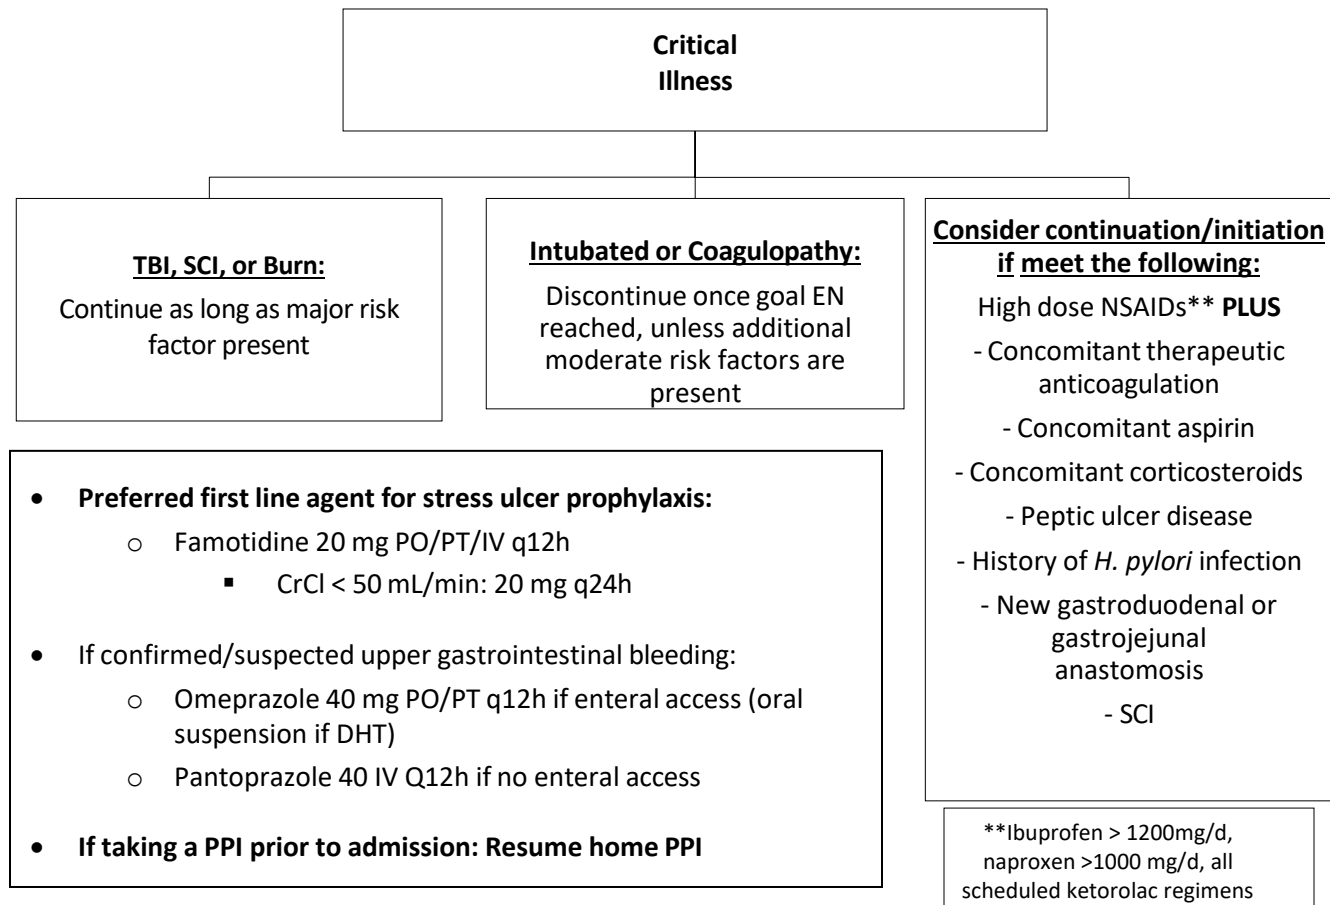 Critical
Illness
TBI, SCI, or Burn:
Continue as long as major risk
factor present
Intubated or Coagulopathy:
Discontinue once goal EN
reached, unless additional
moderate risk factors are
present
Consider continuation/initiation
if meet the following:
High dose NSAIDs** PLUS
- Concomitant therapeutic
anticoagulation
- Concomitant aspirin
- Concomitant corticosteroids
- Peptic ulcer disease
- History of H. pylori infection
- New gastroduodenal or
gastrojejunal
anastomosis
- SCI
• Preferred first line agent for stress ulcer prophylaxis:
o Famotidine 20 mg PO/PT/IV q12h
▪ CrCl < 50 mL/min: 20 mg q24h
• If confirmed/suspected upper gastrointestinal bleeding:
o Omeprazole 40 mg PO/PT q12h if enteral access (oral
suspension if DHT)
o Pantoprazole 40 IV Q12h if no enteral access
• If taking a PPI prior to admission: Resume home PPI
**Ibuprofen > 1200mg/d,
naproxen >1000 mg/d, all
scheduled ketorolac regimens